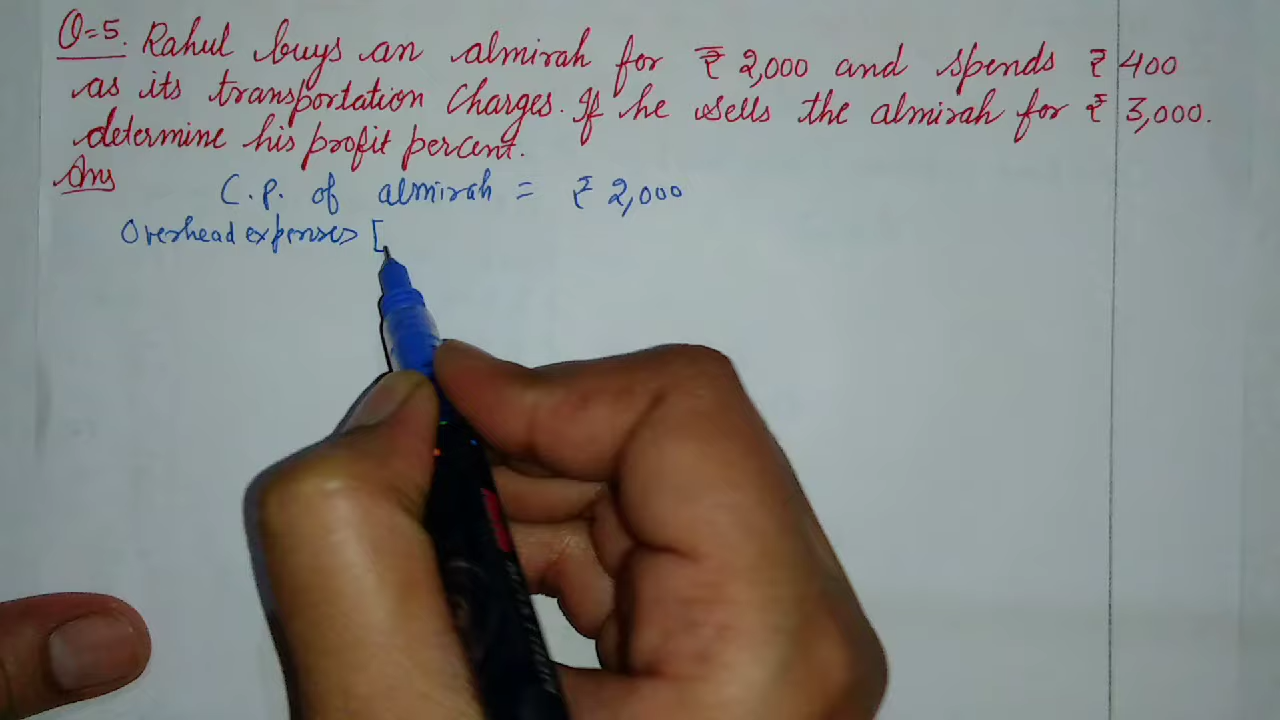 Q=5. Rahul buys an almirah for ₹ 2,000 and spends ₹ 400
as its transportation charges. If he sells the almirah for ₹ 3,000.
determine his profit percent.
Ans
C.P. of almirah = ₹ 2,000
Overhead expenses [